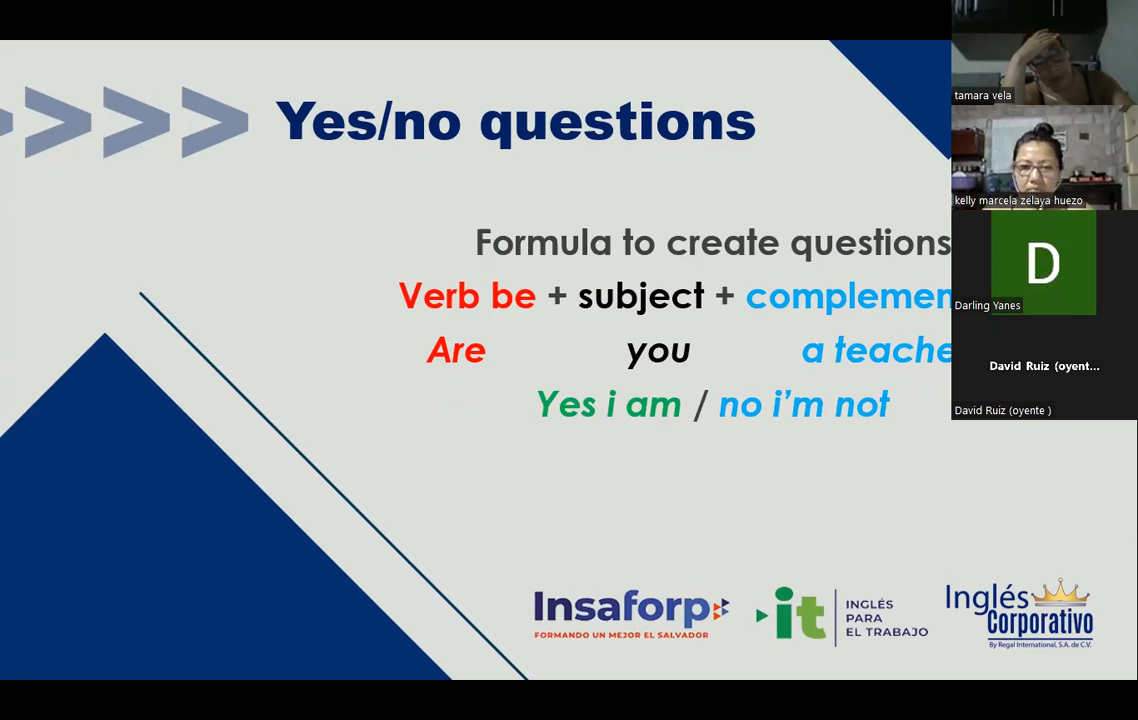 Yes/no questions
Formula to create questions
Verb be + subject + complemen
Are you a teache
Yes i am / no i'm not
tamara vela
kelly marcela zelaya huezo
D
Darling Yanes
David Ruiz (oyent...
David Ruiz (oyente )
Insaforp
FORMANDO UN MEJOR EL SALVADOR
it
INGLÉS
PARA
EL TRABAJO
Inglés
Corporativo
By Regal International, S.A. de C.V.